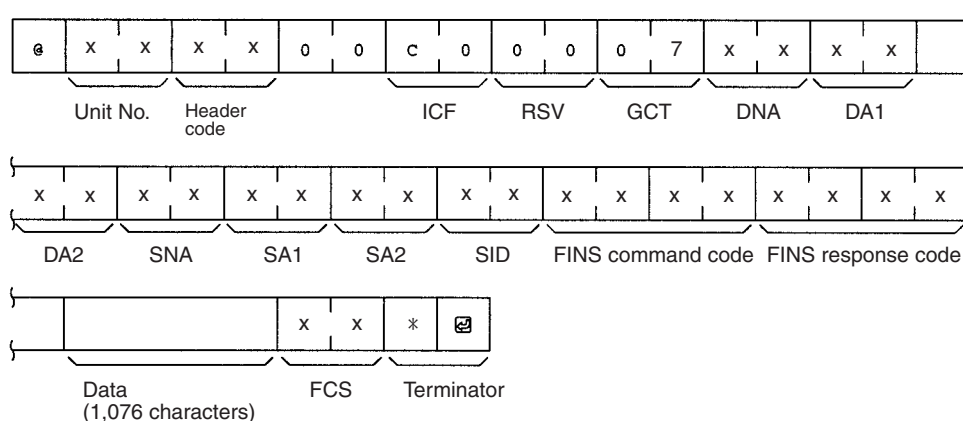 @ x x x x 0 0 C 0 0 0 0 7 x x x x
Unit No. Header code ICF RSV GCT DNA DA1
x x x x x x x x x x x x x x x x x x
DA2 SNA SA1 SA2 SID FINS command code FINS response code
x x * ↵
Data (1,076 characters) FCS Terminator